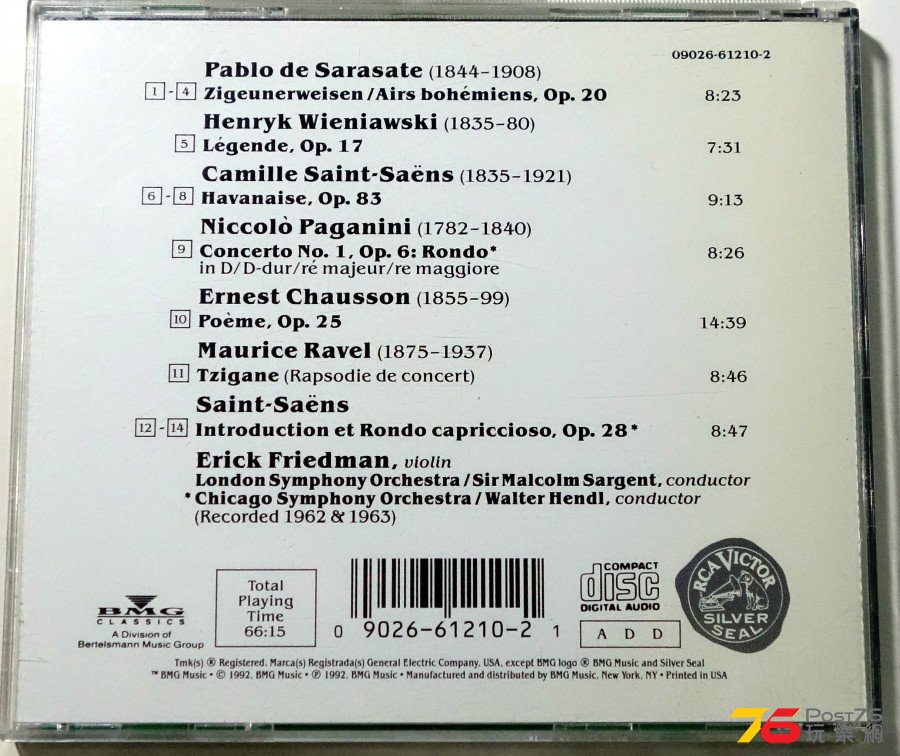 09026-61210-2
Pablo de Sarasate (1844-1908)
1 - 4 Zigeunerweisen/Airs bohémiens, Op. 20 8:23
Henryk Wieniawski (1835-80)
5 Légende, Op. 17 7:31
Camille Saint-Saëns (1835-1921)
6 - 8 Havanaise, Op. 83 9:13
Niccolò Paganini (1782-1840)
9 Concerto No. 1, Op. 6: Rondo* 8:26
in D/D-dur/ré majeur/re maggiore
Ernest Chausson (1855-99)
10 Poème, Op. 25 14:39
Maurice Ravel (1875-1937)
11 Tzigane (Rapsodie de concert) 8:46
Saint-Saëns
12 - 14 Introduction et Rondo capriccioso, Op. 28* 8:47
Erick Friedman, violin
London Symphony Orchestra/Sir Malcolm Sargent, conductor
*Chicago Symphony Orchestra/Walter Hendl, conductor
(Recorded 1962 & 1963)
BMG
CLASSICS
A Division of
Bertelsmann Music Group
Total
Playing
Time
66:15
0 9026-61210-2 1
COMPACT
disc
DIGITAL AUDIO
A D D
RCA VICTOR
SILVER
SEAL
Tmk(s) ® Registered. Marca(s) Registrada(s) General Electric Company, USA, except BMG logo ® BMG Music and Silver Seal
™ BMG Music • © 1992, BMG Music • ℗ 1992, BMG Music • Manufactured and distributed by BMG Music, New York, NY • Printed in USA
76 POST76
玩樂網